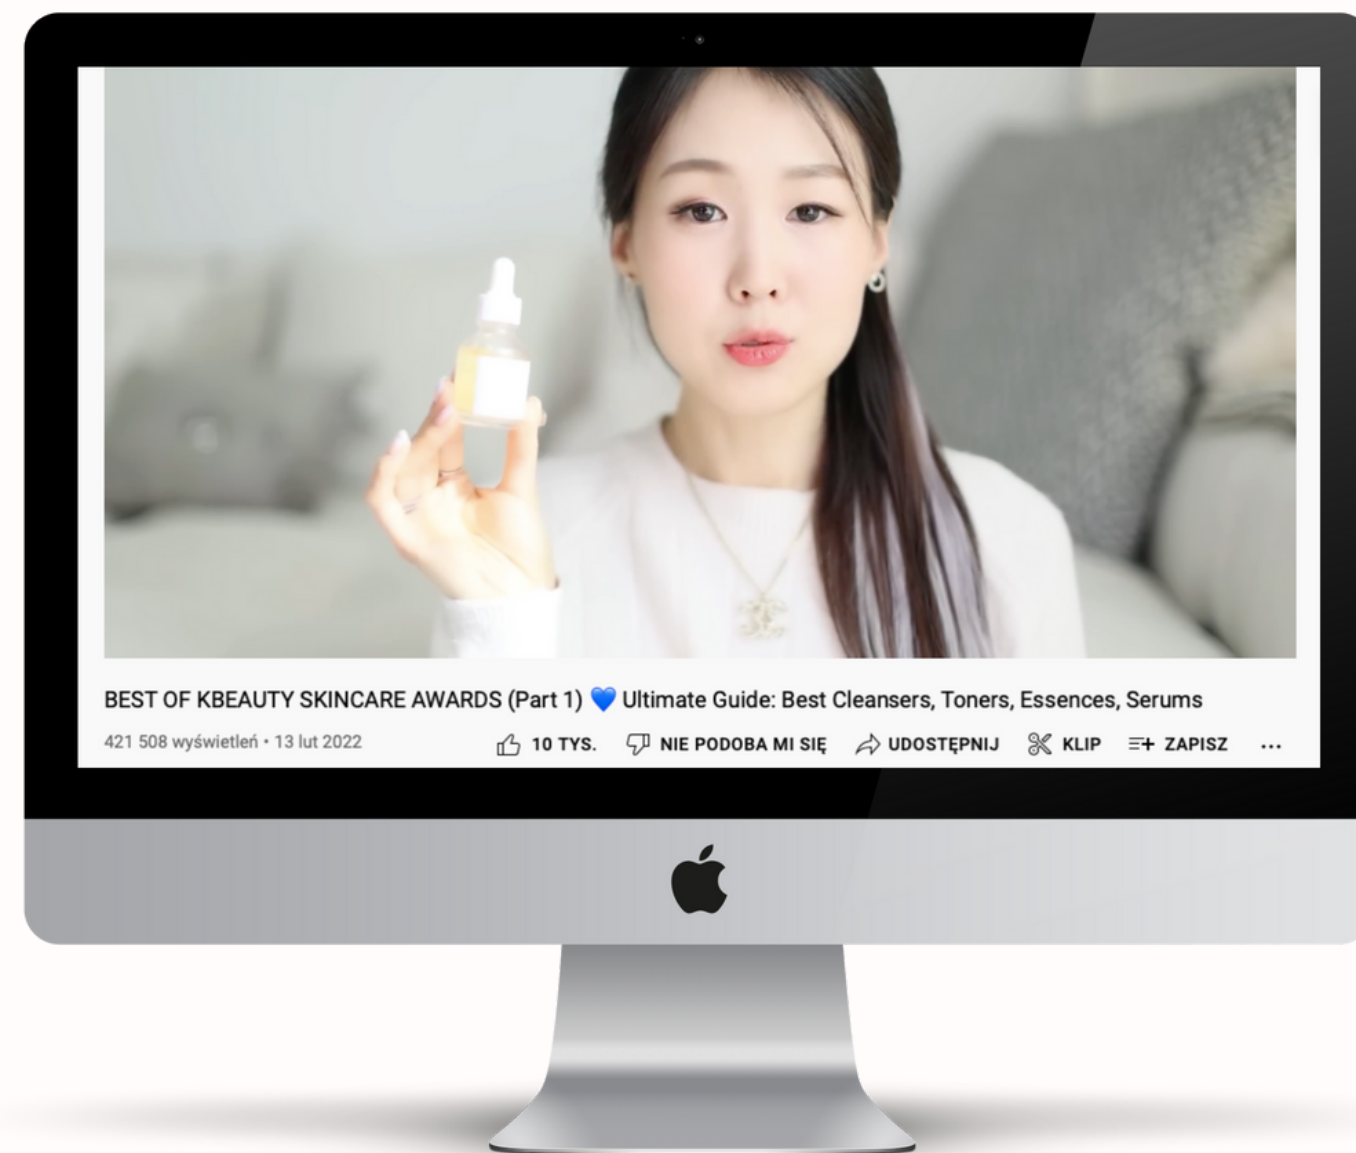 BEST OF KBEAUTY SKINCARE AWARDS (Part 1) 💙 Ultimate Guide: Best Cleansers, Toners, Essences, Serums
421 508 wyświetleń • 13 lut 2022 10 TYS. NIE PODOBA MI SIĘ UDOSTĘPNIJ KLIP ZAPISZ ...